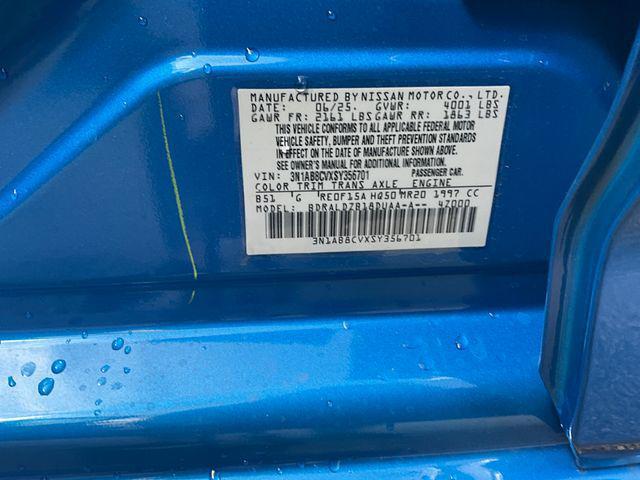 MANUFACTURED BY NISSAN MOTOR CO., LTD.
DATE: 06/25. GVWR: 4001 LBS
GAWR FR: 2161 LBS GAWR RR: 1863 LBS
THIS VEHICLE CONFORMS TO ALL APPLICABLE FEDERAL MOTOR
VEHICLE SAFETY, BUMPER AND THEFT PREVENTION STANDARDS
IN EFFECT ON THE DATE OF MANUFACTURE SHOWN ABOVE.
SEE OWNER'S MANUAL FOR ADDITIONAL INFORMATION.
VIN: 3N1AB8CVXSY356701 PASSENGER CAR.
COLOR TRIM TRANS AXLE ENGINE
B51 G RE0F15A HQ50 MR20 1997 CC
MODEL: BDRALDZB18DUAA-A-- 47000
3N1AB8CVXSY356701